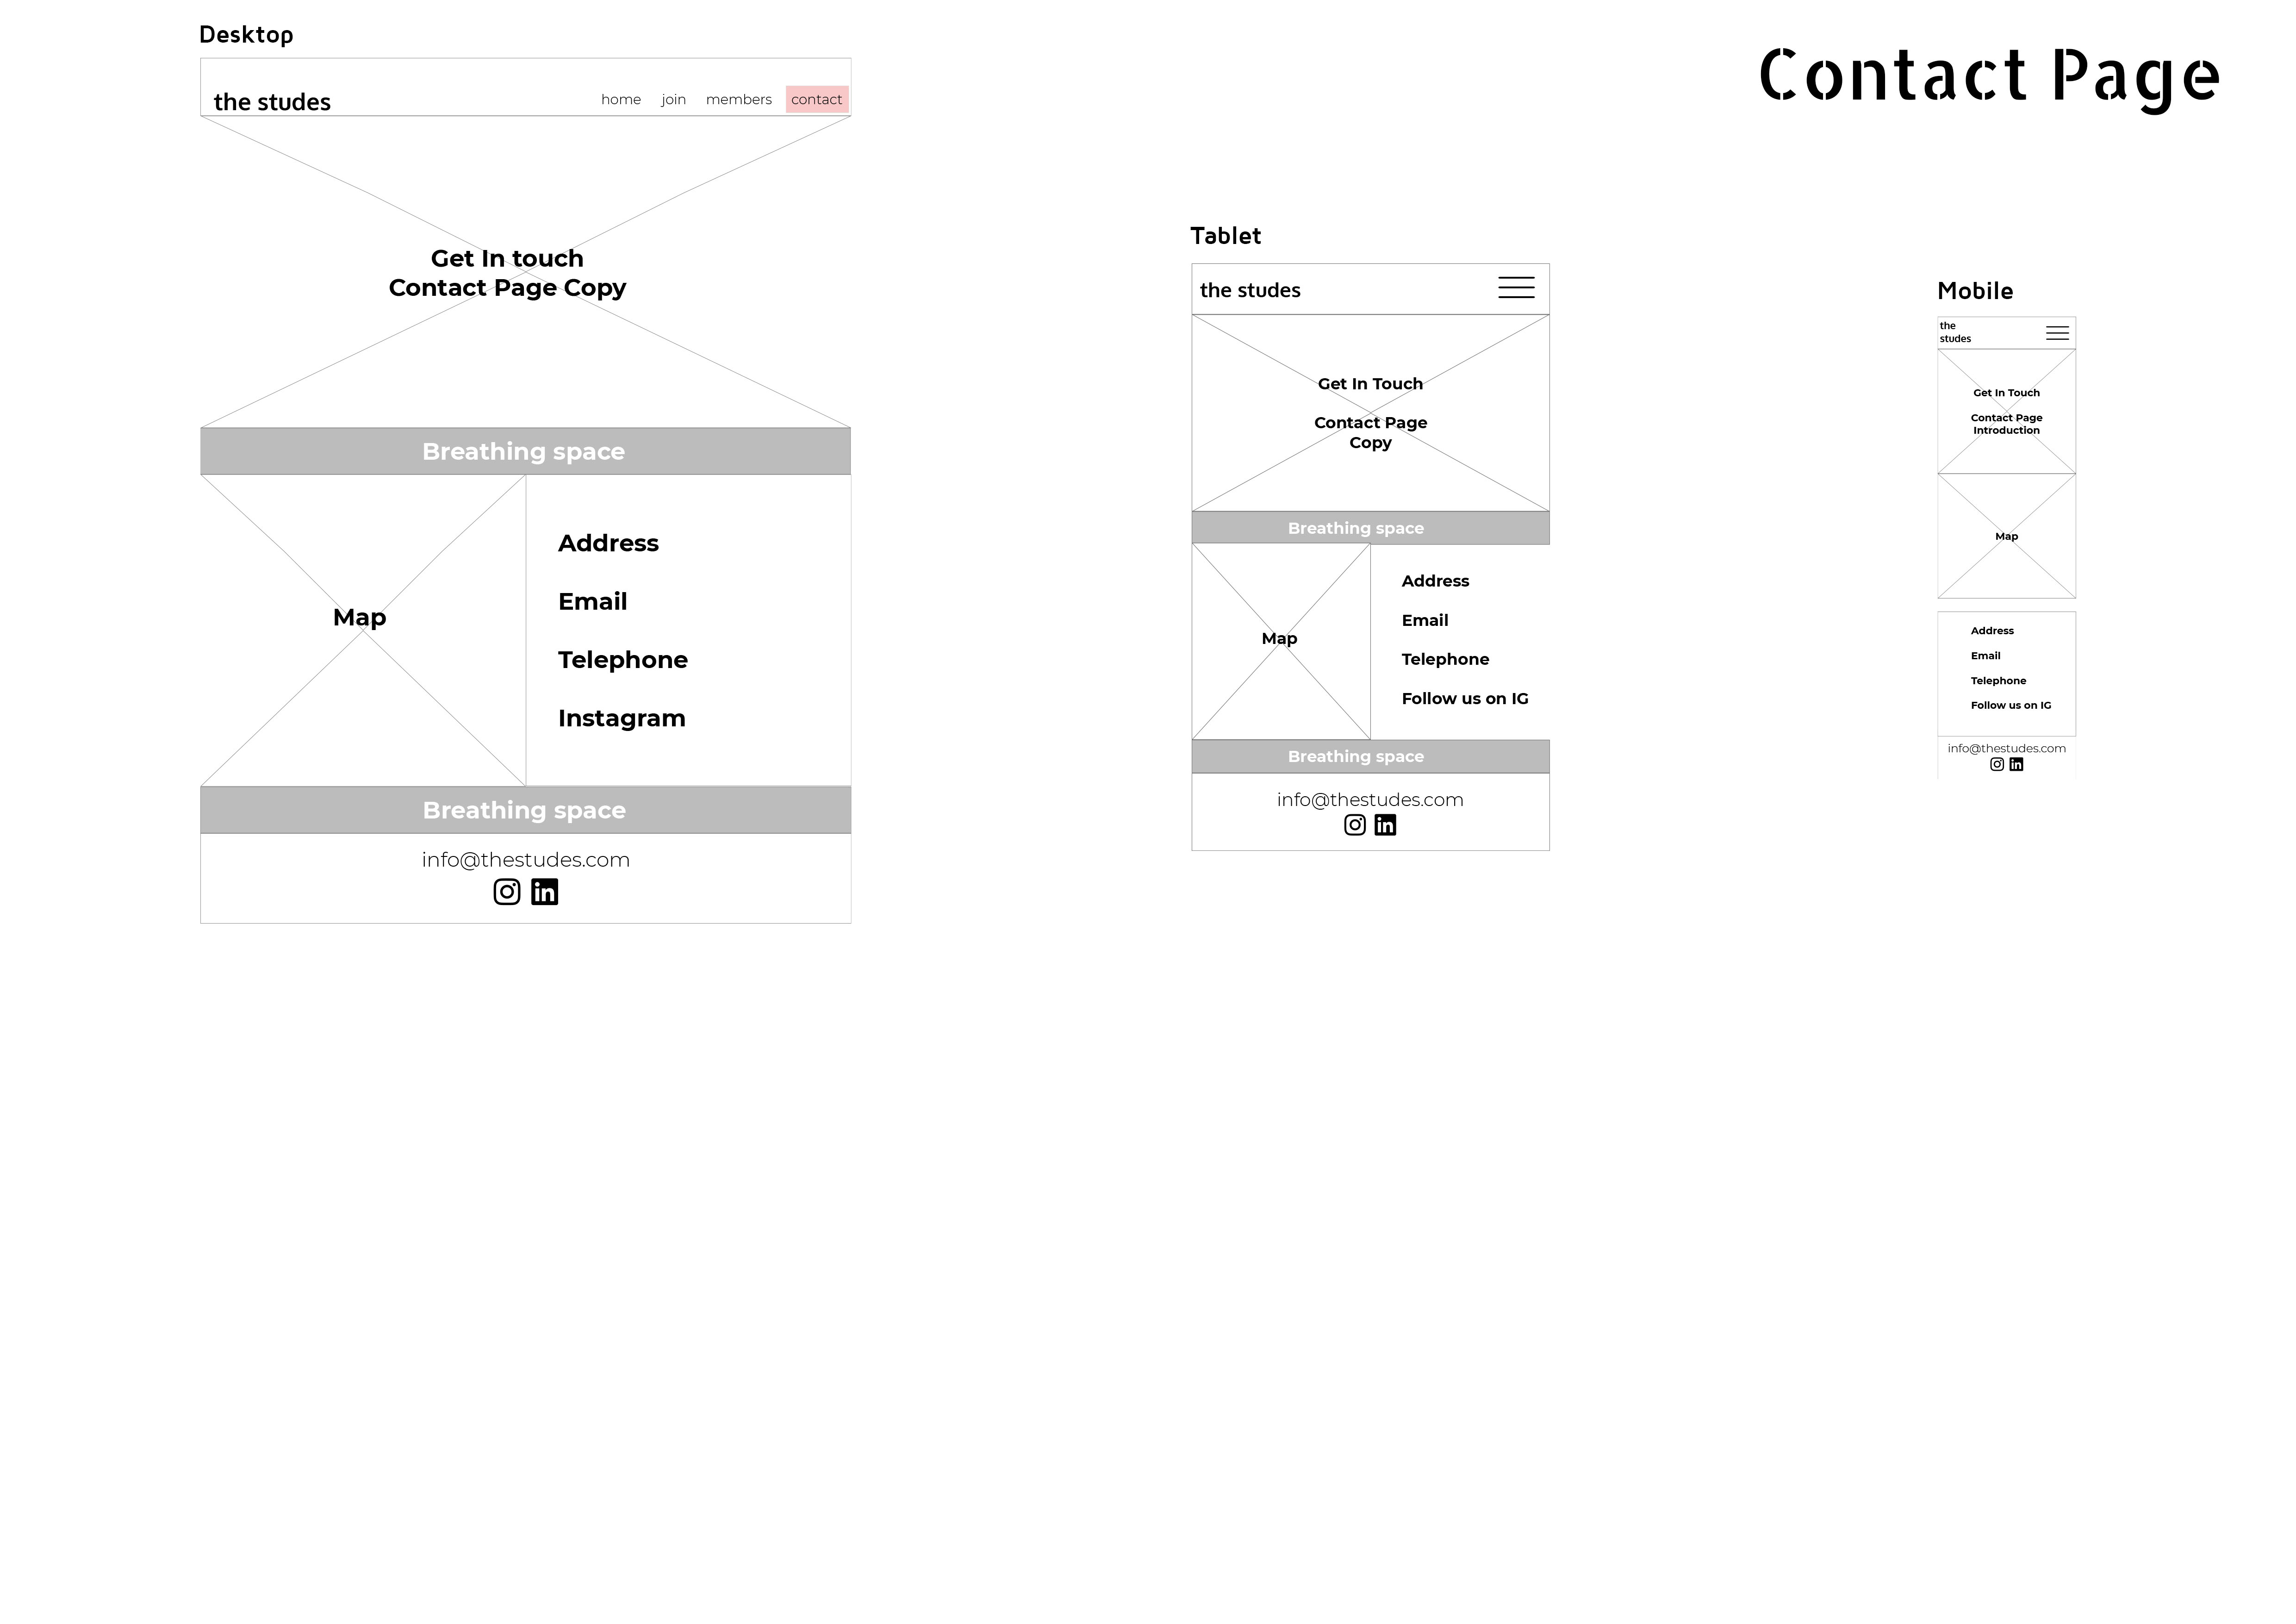 Contact Page
Desktop
the studes
home join members contact
Get In touch
Contact Page Copy
Breathing space
Map
Address
Email
Telephone
Instagram
Breathing space
info@thestudes.com
in
Tablet
the studes
Get In Touch
Contact Page
Copy
Breathing space
Map
Address
Email
Telephone
Follow us on IG
Breathing space
info@thestudes.com
in
Mobile
the
studes
Get In Touch
Contact Page
Introduction
Map
Address
Email
Telephone
Follow us on IG
info@thestudes.com
in